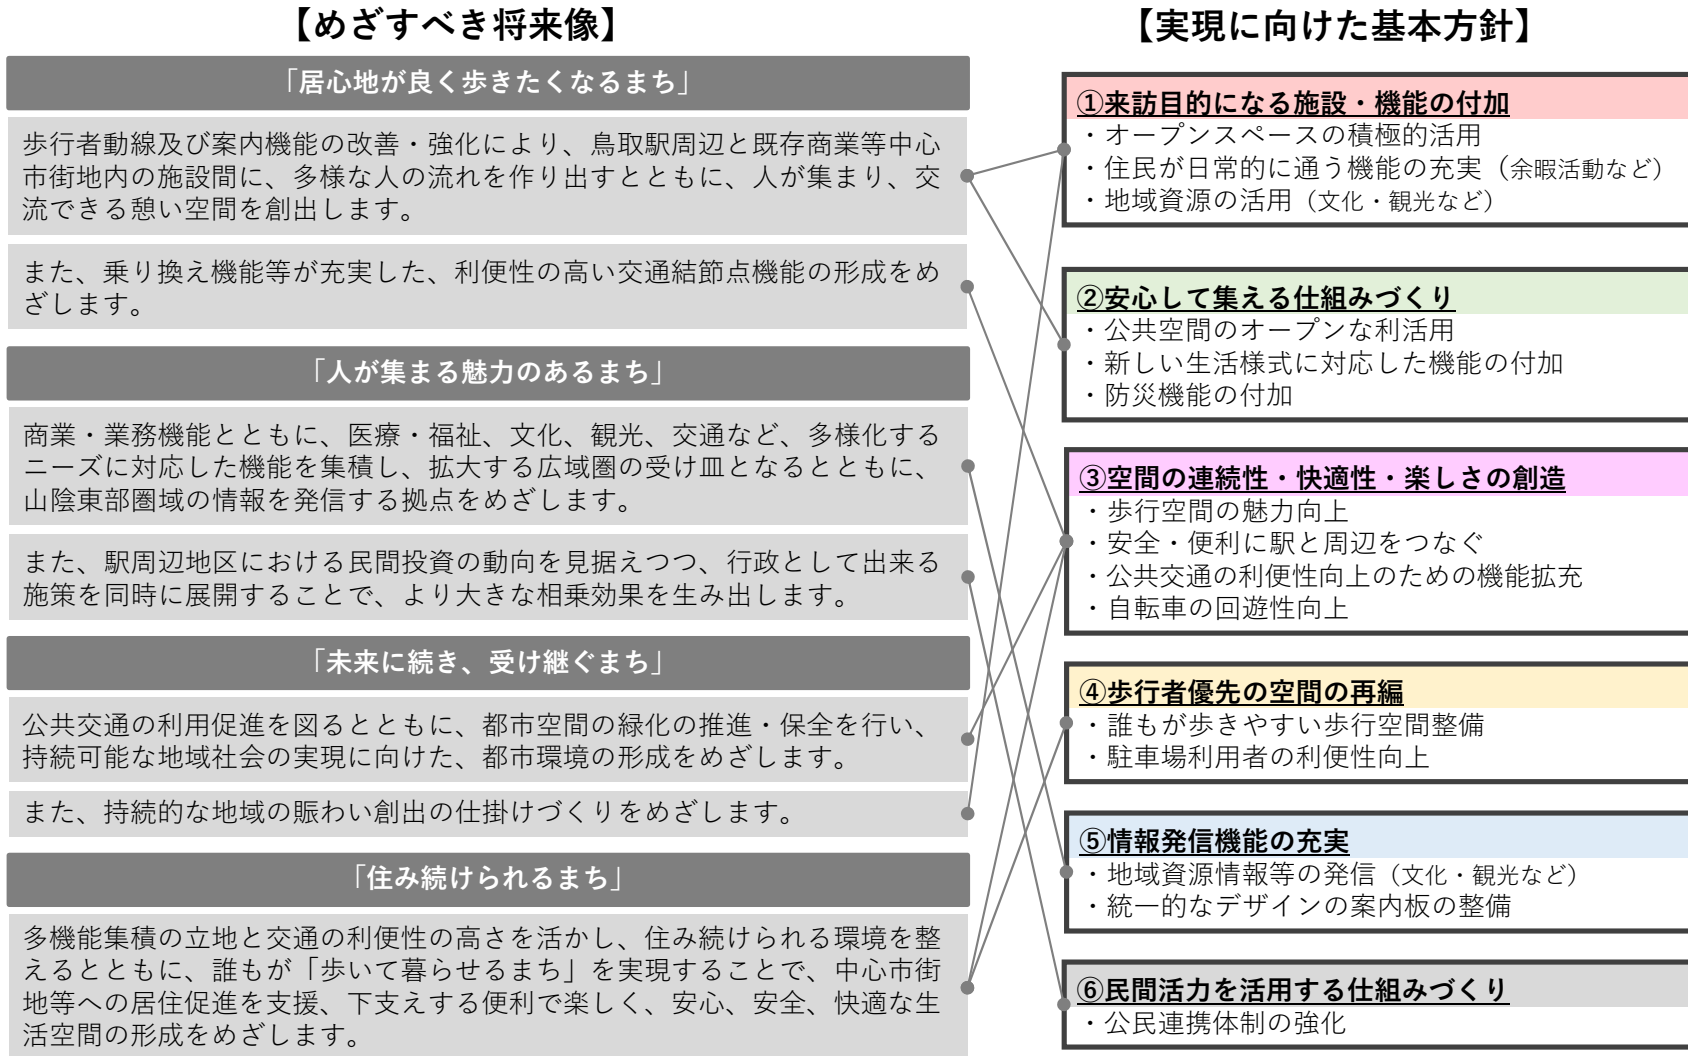 【めざすべき将来像】
「居心地が良く歩きたくなるまち」
歩行者動線及び案内機能の改善・強化により、鳥取駅周辺と既存商業等中心
市街地内の施設間に、多様な人の流れを作り出すとともに、人が集まり、交
流できる憩い空間を創出します。
また、乗り換え機能等が充実した、利便性の高い交通結節点機能の形成をめ
ざします。
「人が集まる魅力のあるまち」
商業・業務機能とともに、医療・福祉、文化、観光、交通など、多様化する
ニーズに対応した機能を集積し、拡大する広域圏の受け皿となるとともに、
山陰東部圏域の情報を発信する拠点をめざします。
また、駅周辺地区における民間投資の動向を見据えつつ、行政として出来る
施策を同時に展開することで、より大きな相乗効果を生み出します。
「未来に続き、受け継ぐまち」
公共交通の利用促進を図るとともに、都市空間の緑化の推進・保全を行い、
持続可能な地域社会の実現に向けた、都市環境の形成をめざします。
また、持続的な地域の賑わい創出の仕掛けづくりをめざします。
「住み続けられるまち」
多機能集積の立地と交通の利便性の高さを活かし、住み続けられる環境を整
えるとともに、誰もが「歩いて暮らせるまち」を実現することで、中心市街
地等への居住促進を支援、下支えする便利で楽しく、安心、安全、快適な生
活空間の形成をめざします。
【実現に向けた基本方針】
①来訪目的になる施設・機能の付加
・オープンスペースの積極的活用
・住民が日常的に通う機能の充実（余暇活動など）
・地域資源の活用（文化・観光など）
②安心して集える仕組みづくり
・公共空間のオープンな利活用
・新しい生活様式に対応した機能の付加
・防災機能の付加
③空間の連続性・快適性・楽しさの創造
・歩行空間の魅力向上
・安全・便利に駅と周辺をつなぐ
・公共交通の利便性向上のための機能拡充
・自転車の回遊性向上
④歩行者優先の空間の再編
・誰もが歩きやすい歩行空間整備
・駐車場利用者の利便性向上
⑤情報発信機能の充実
・地域資源情報等の発信（文化・観光など）
・統一的なデザインの案内板の整備
⑥民間活力を活用する仕組みづくり
・公民連携体制の強化